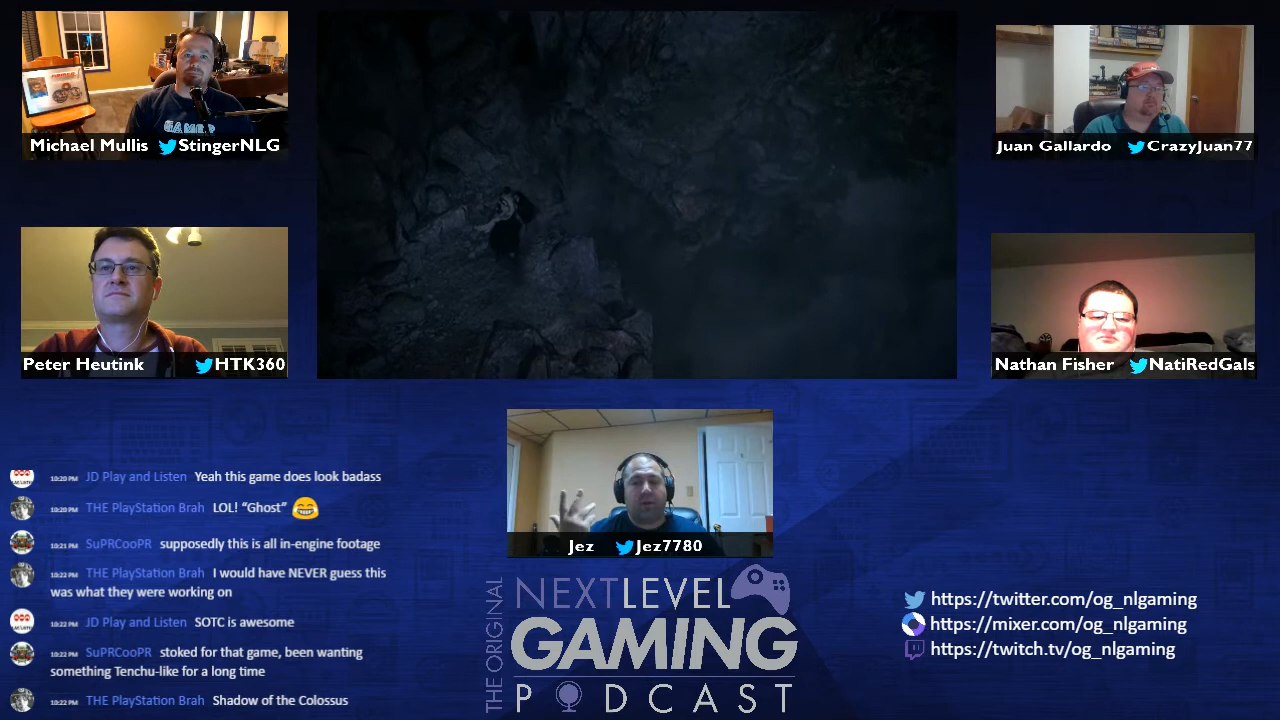 GAMER
Michael Mullis StingerNLG
Juan Gallardo CrazyJuan77
Peter Heutink HTK360
Nathan Fisher NatiRedGals
Jez Jez7780
10:20 PM JD Play and Listen Yeah this game does look badass
10:20 PM THE PlayStation Brah LOL! “Ghost” 😂
10:21 PM SuPRCooPR supposedly this is all in-engine footage
10:22 PM THE PlayStation Brah I would have NEVER guess this
was what they were working on
10:22 PM JD Play and Listen SOTC is awesome
10:22 PM SuPRCooPR stoked for that game, been wanting
something Tenchu-like for a long time
10:22 PM THE PlayStation Brah Shadow of the Colossus
THE ORIGINAL
NEXTLEVEL
GAMING
PODCAST
https://twitter.com/og_nlgaming
https://mixer.com/og_nlgaming
https://twitch.tv/og_nlgaming